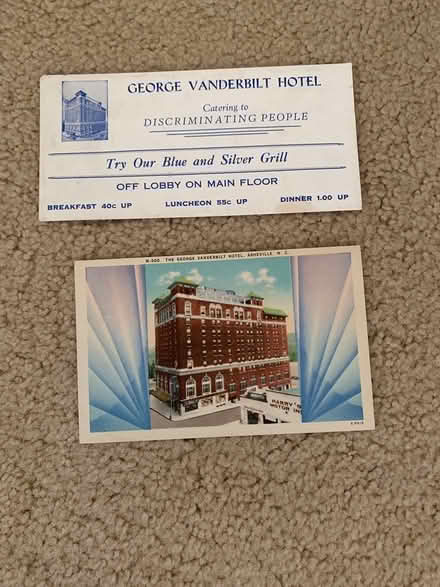 GEORGE VANDERBILT HOTEL
Catering to
DISCRIMINATING PEOPLE
Try Our Blue and Silver Grill
OFF LOBBY ON MAIN FLOOR
BREAKFAST 40c UP LUNCHEON 55c UP DINNER 1.00 UP
THE GEORGE VANDERBILT HOTEL, ASHEVILLE, N. C.
HARRY'S
MOTOR INN